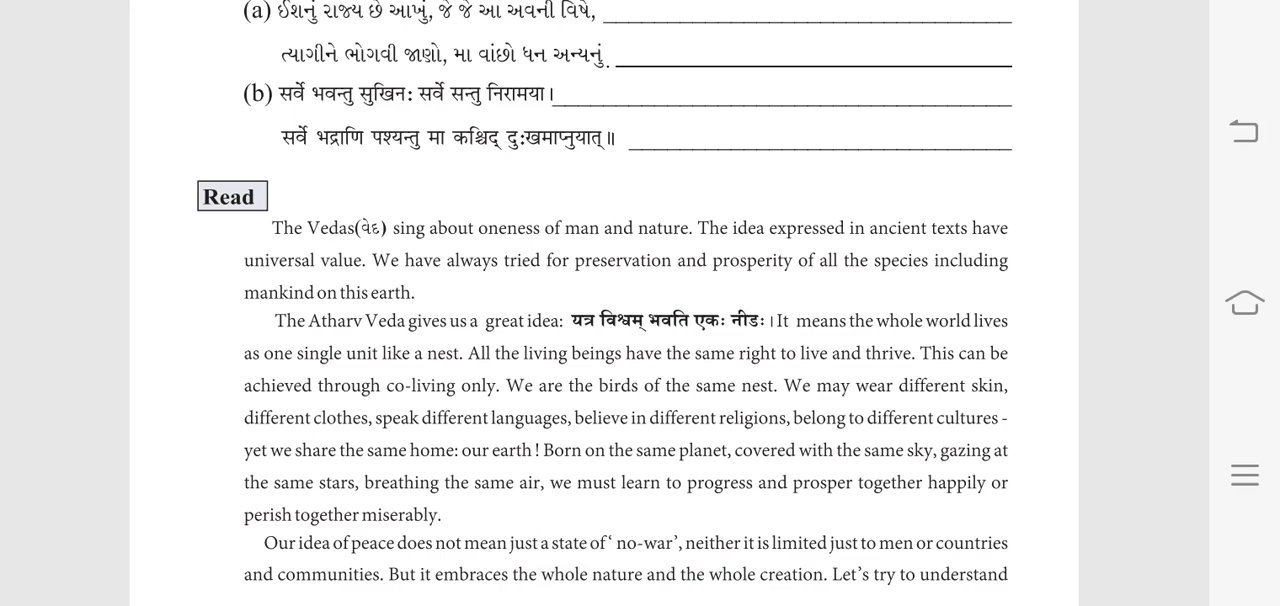 (a) ઈશનું રાજ્ય છે આખું, જે જે આ અવની વિષે, ____________________
ત્યાગીને ભોગવી જાણો, મા વાંછો ધન અન્યનું. ____________________
(b) सर्वे भवन्तु सुखिनः सर्वे सन्तु निरामया। ____________________
सर्वे भद्राणि पश्यन्तु मा कश्चिद् दुःखमाप्नुयात्॥ ____________________
Read
The Vedas(વેદ) sing about oneness of man and nature. The idea expressed in ancient texts have
universal value. We have always tried for preservation and prosperity of all the species including
mankind on this earth.
The Atharv Veda gives us a great idea: यत्र विश्वम् भवति एकः नीडः । It means the whole world lives
as one single unit like a nest. All the living beings have the same right to live and thrive. This can be
achieved through co-living only. We are the birds of the same nest. We may wear different skin,
different clothes, speak different languages, believe in different religions, belong to different cultures -
yet we share the same home: our earth ! Born on the same planet, covered with the same sky, gazing at
the same stars, breathing the same air, we must learn to progress and prosper together happily or
perish together miserably.
Our idea of peace does not mean just a state of ‘ no-war’, neither it is limited just to men or countries
and communities. But it embraces the whole nature and the whole creation. Let’s try to understand